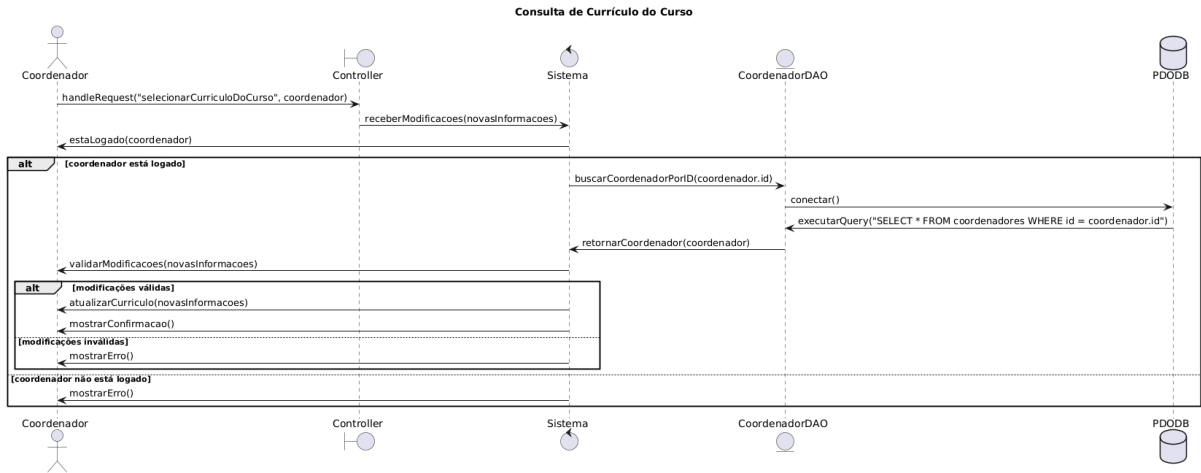 Consulta de Currículo do Curso
Coordenador
Controller
Sistema
CoordenadorDAO
PDODB
handleRequest("selecionarCurriculoDoCurso", coordenador)
receberModificacoes(novasInformacoes)
estaLogado(coordenador)
alt [coordenador está logado]
buscarCoordenadorPorID(coordenador.id)
conectar()
executarQuery("SELECT * FROM coordenadores WHERE id = coordenador.id")
retornarCoordenador(coordenador)
validarModificacoes(novasInformacoes)
alt [modificações válidas]
atualizarCurriculo(novasInformacoes)
mostrarConfirmacao()
[modificações inválidas]
mostrarErro()
[coordenador não está logado]
mostrarErro()
Coordenador
Controller
Sistema
CoordenadorDAO
PDODB